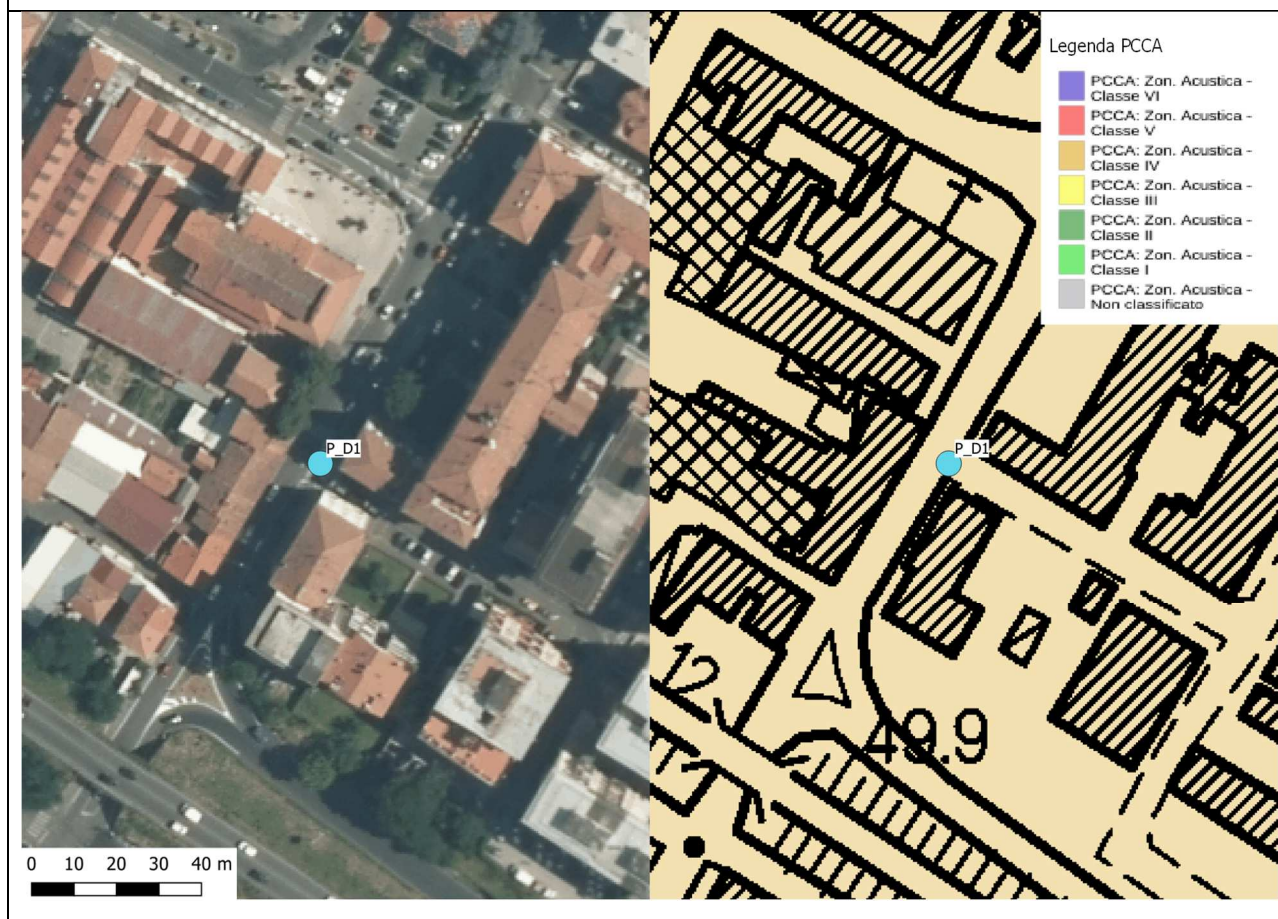 Legenda PCCA
PCCA: Zon. Acustica -
Classe VI
PCCA: Zon. Acustica -
Classe V
PCCA: Zon. Acustica -
Classe IV
PCCA: Zon. Acustica -
Classe III
PCCA: Zon. Acustica -
Classe II
PCCA: Zon. Acustica -
Classe I
PCCA: Zon. Acustica -
Non classificato
P_D1
P_D1
12
49.9
0 10 20 30 40 m